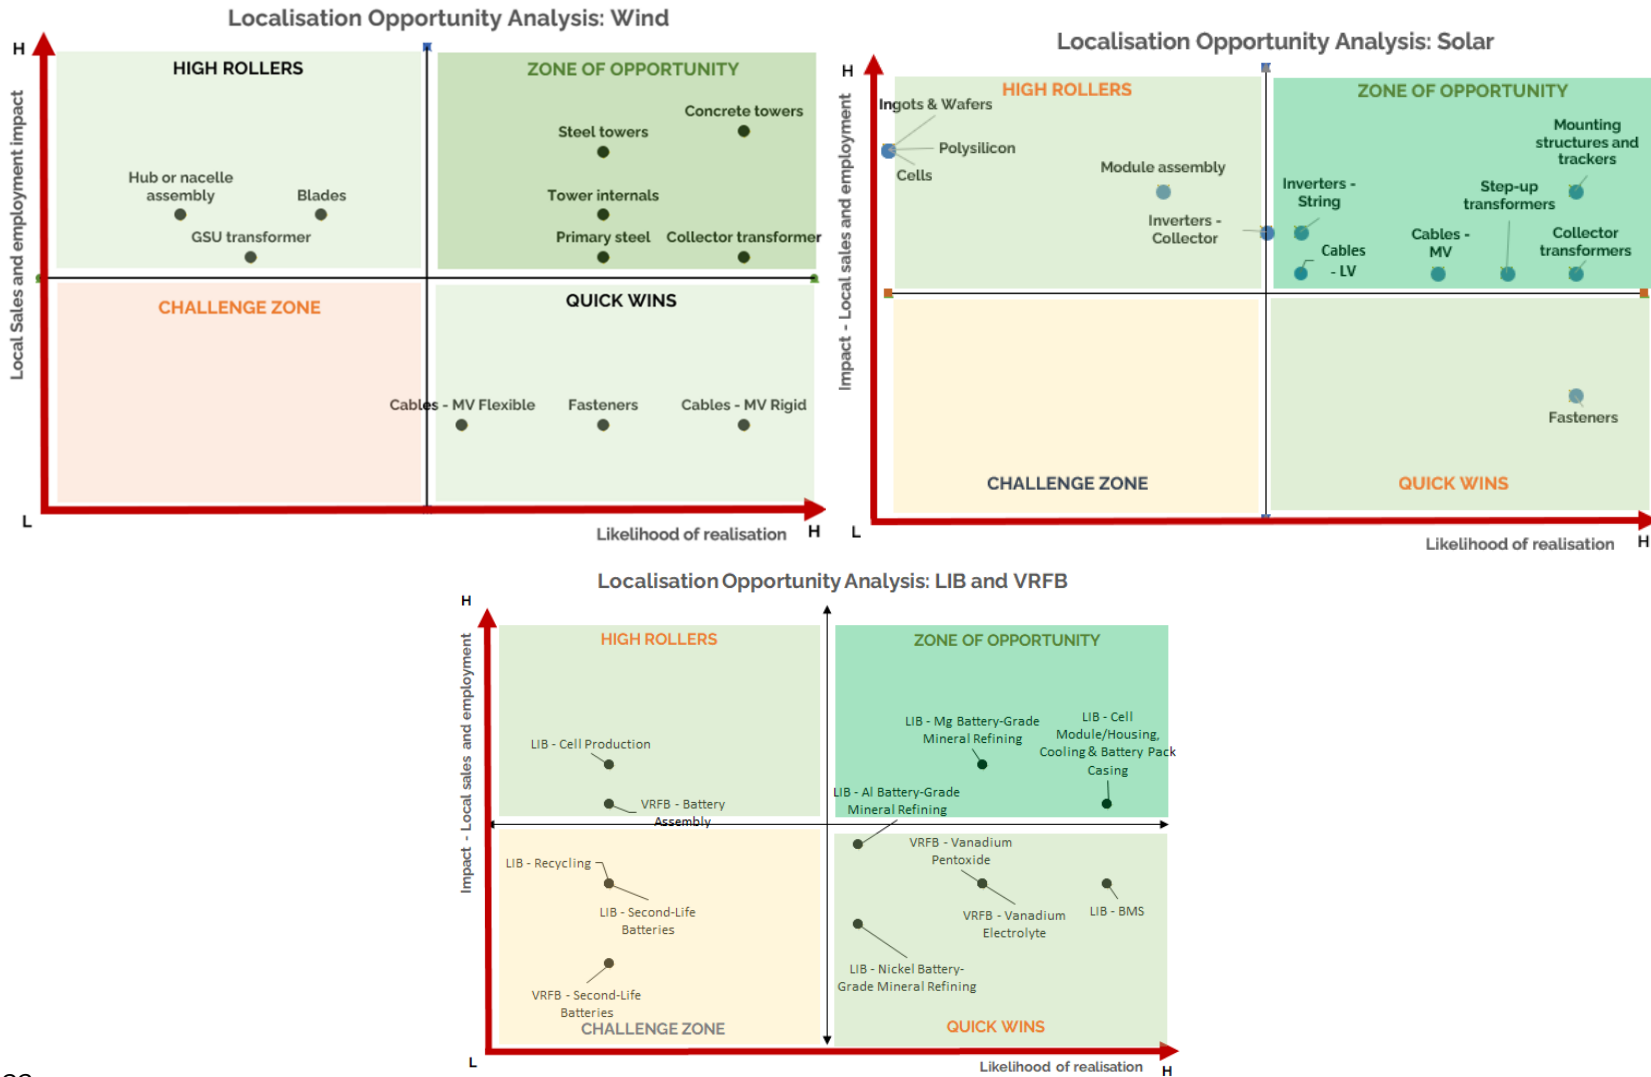 Localisation Opportunity Analysis: Wind
H
Local Sales and employment impact
HIGH ROLLERS
ZONE OF OPPORTUNITY
Concrete towers
Steel towers
Hub or nacelle
assembly
Blades
Tower internals
GSU transformer
Primary steel
Collector transformer
CHALLENGE ZONE
QUICK WINS
Cables - MV Flexible
Fasteners
Cables - MV Rigid
L
Likelihood of realisation
H
Localisation Opportunity Analysis: Solar
H
Impact - Local sales and employment
HIGH ROLLERS
ZONE OF OPPORTUNITY
Ingots & Wafers
Polysilicon
Cells
Module assembly
Inverters -
Collector
Inverters -
String
Cables
- LV
Cables -
MV
Step-up
transformers
Mounting
structures and
trackers
Collector
transformers
Fasteners
CHALLENGE ZONE
QUICK WINS
L
Likelihood of realisation
H
Localisation Opportunity Analysis: LIB and VRFB
H
Impact - Local sales and employment
HIGH ROLLERS
ZONE OF OPPORTUNITY
LIB - Cell Production
VRFB - Battery
Assembly
LIB - Mg Battery-Grade
Mineral Refining
LIB - Cell
Module/Housing,
Cooling & Battery Pack
Casing
LIB - Al Battery-Grade
Mineral Refining
LIB - Recycling
LIB - Second-Life
Batteries
VRFB - Second-Life
Batteries
VRFB - Vanadium
Pentoxide
VRFB - Vanadium
Electrolyte
LIB - BMS
LIB - Nickel Battery-
Grade Mineral Refining
CHALLENGE ZONE
QUICK WINS
L
Likelihood of realisation
H